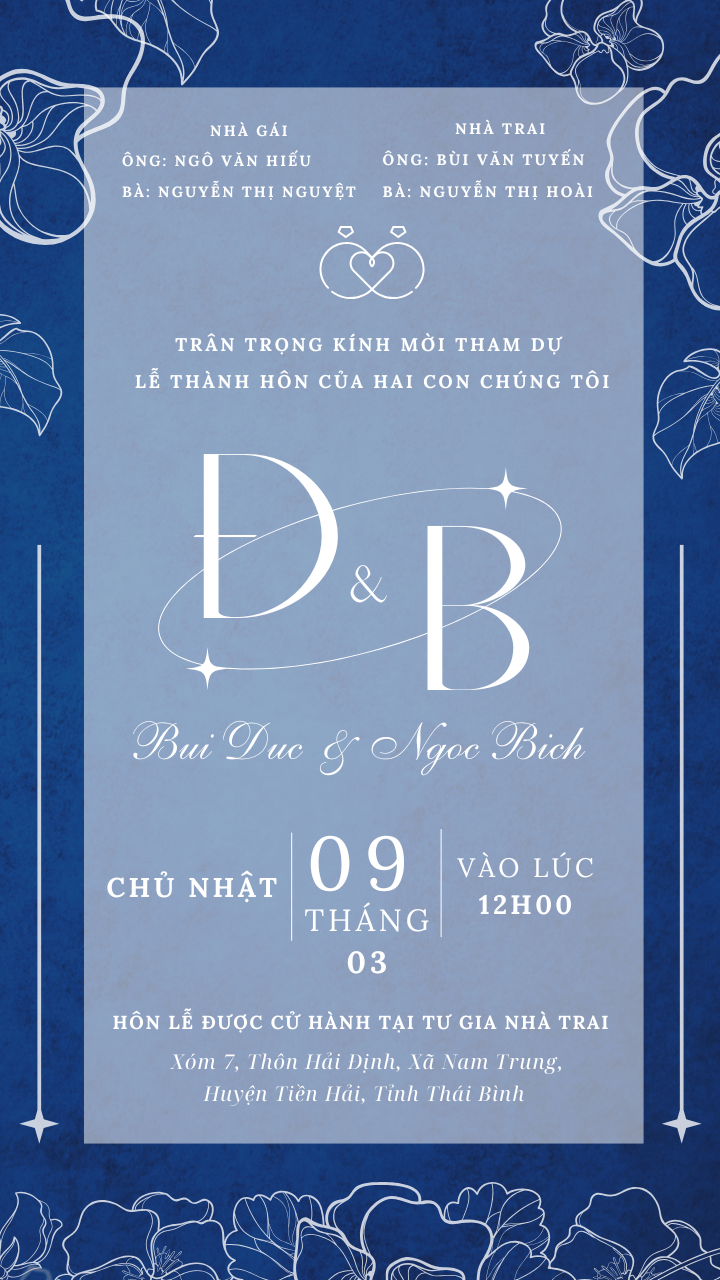 NHÀ GÁI
ÔNG: NGÔ VĂN HIẾU
BÀ: NGUYỄN THỊ NGUYỆT
NHÀ TRAI
ÔNG: BÙI VĂN TUYẾN
BÀ: NGUYỄN THỊ HOÀI
TRÂN TRỌNG KÍNH MỜI THAM DỰ
LỄ THÀNH HÔN CỦA HAI CON CHÚNG TÔI
Đ & B
Bui Duc & Ngoc Bich
CHỦ NHẬT
09
THÁNG
03
VÀO LÚC
12H00
HÔN LỄ ĐƯỢC CỬ HÀNH TẠI TƯ GIA NHÀ TRAI
Xóm 7, Thôn Hải Định, Xã Nam Trung,
Huyện Tiền Hải, Tỉnh Thái Bình